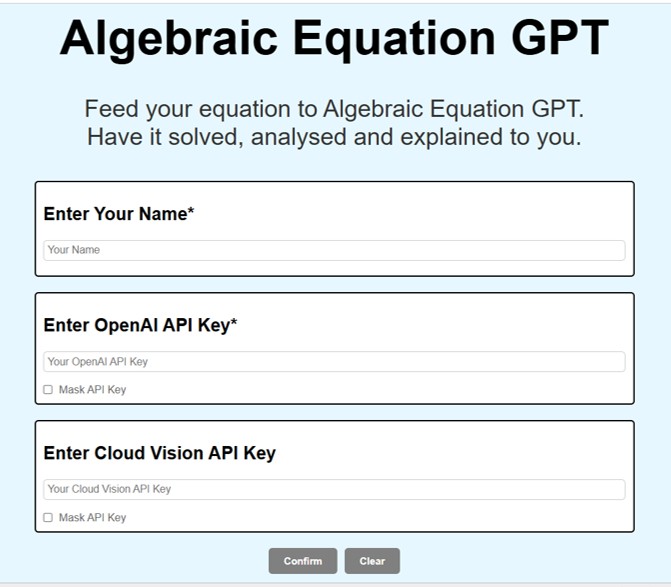 Algebraic Equation GPT
Feed your equation to Algebraic Equation GPT.
Have it solved, analysed and explained to you.
Enter Your Name*
Your Name
Enter OpenAI API Key*
Your OpenAI API Key
Mask API Key
Enter Cloud Vision API Key
Your Cloud Vision API Key
Mask API Key
Confirm Clear